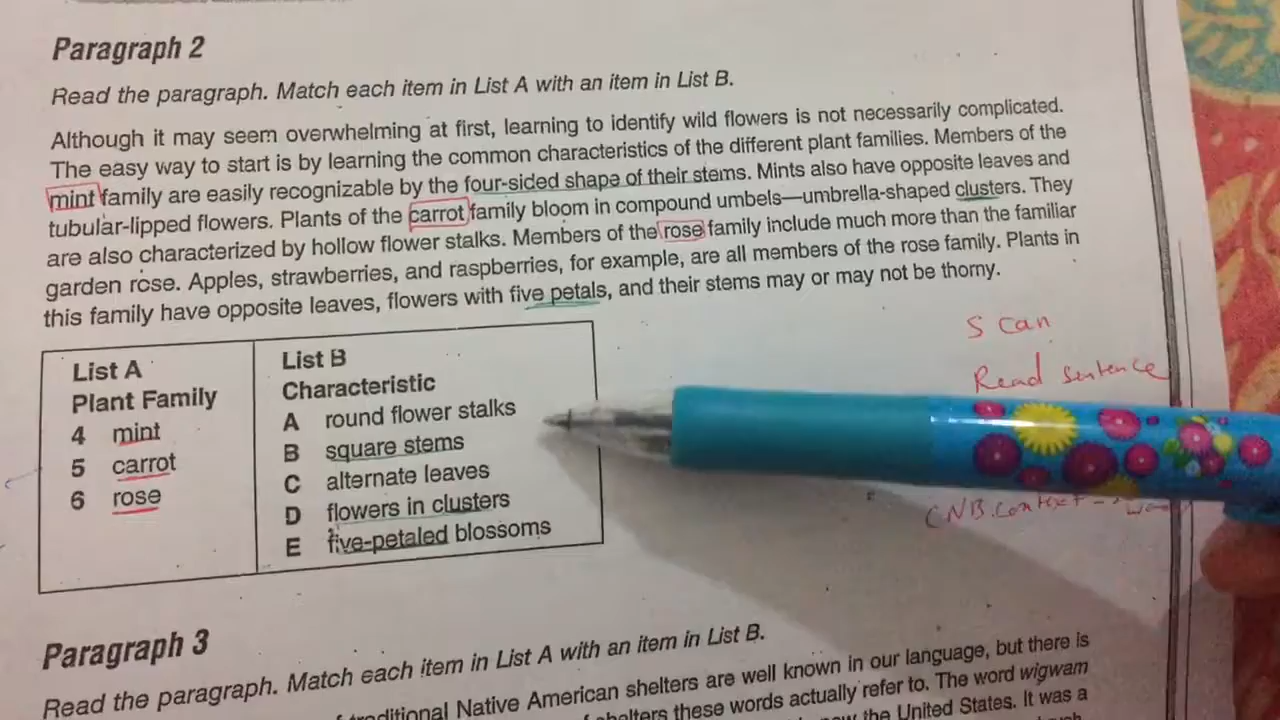 Paragraph 2
Read the paragraph. Match each item in List A with an item in List B.
Although it may seem overwhelming at first, learning to identify wild flowers is not necessarily complicated.
The easy way to start is by learning the common characteristics of the different plant families. Members of the
mint family are easily recognizable by the four-sided shape of their stems. Mints also have opposite leaves and
tubular-lipped flowers. Plants of the carrot family bloom in compound umbels—umbrella-shaped clusters. They
are also characterized by hollow flower stalks. Members of the rose family include much more than the familiar
garden rose. Apples, strawberries, and raspberries, for example, are all members of the rose family. Plants in
this family have opposite leaves, flowers with five petals, and their stems may or may not be thorny.
Scan
Read sentence
List A
Plant Family
4 mint
5 carrot
6 rose
List B
Characteristic
A round flower stalks
B square stems
C alternate leaves
D flowers in clusters
E five-petaled blossoms
Paragraph 3
Read the paragraph. Match each item in List A with an item in List B.
traditional Native American shelters are well known in our language, but there is
shelters these words actually refer to. The word wigwam
the United States. It was a